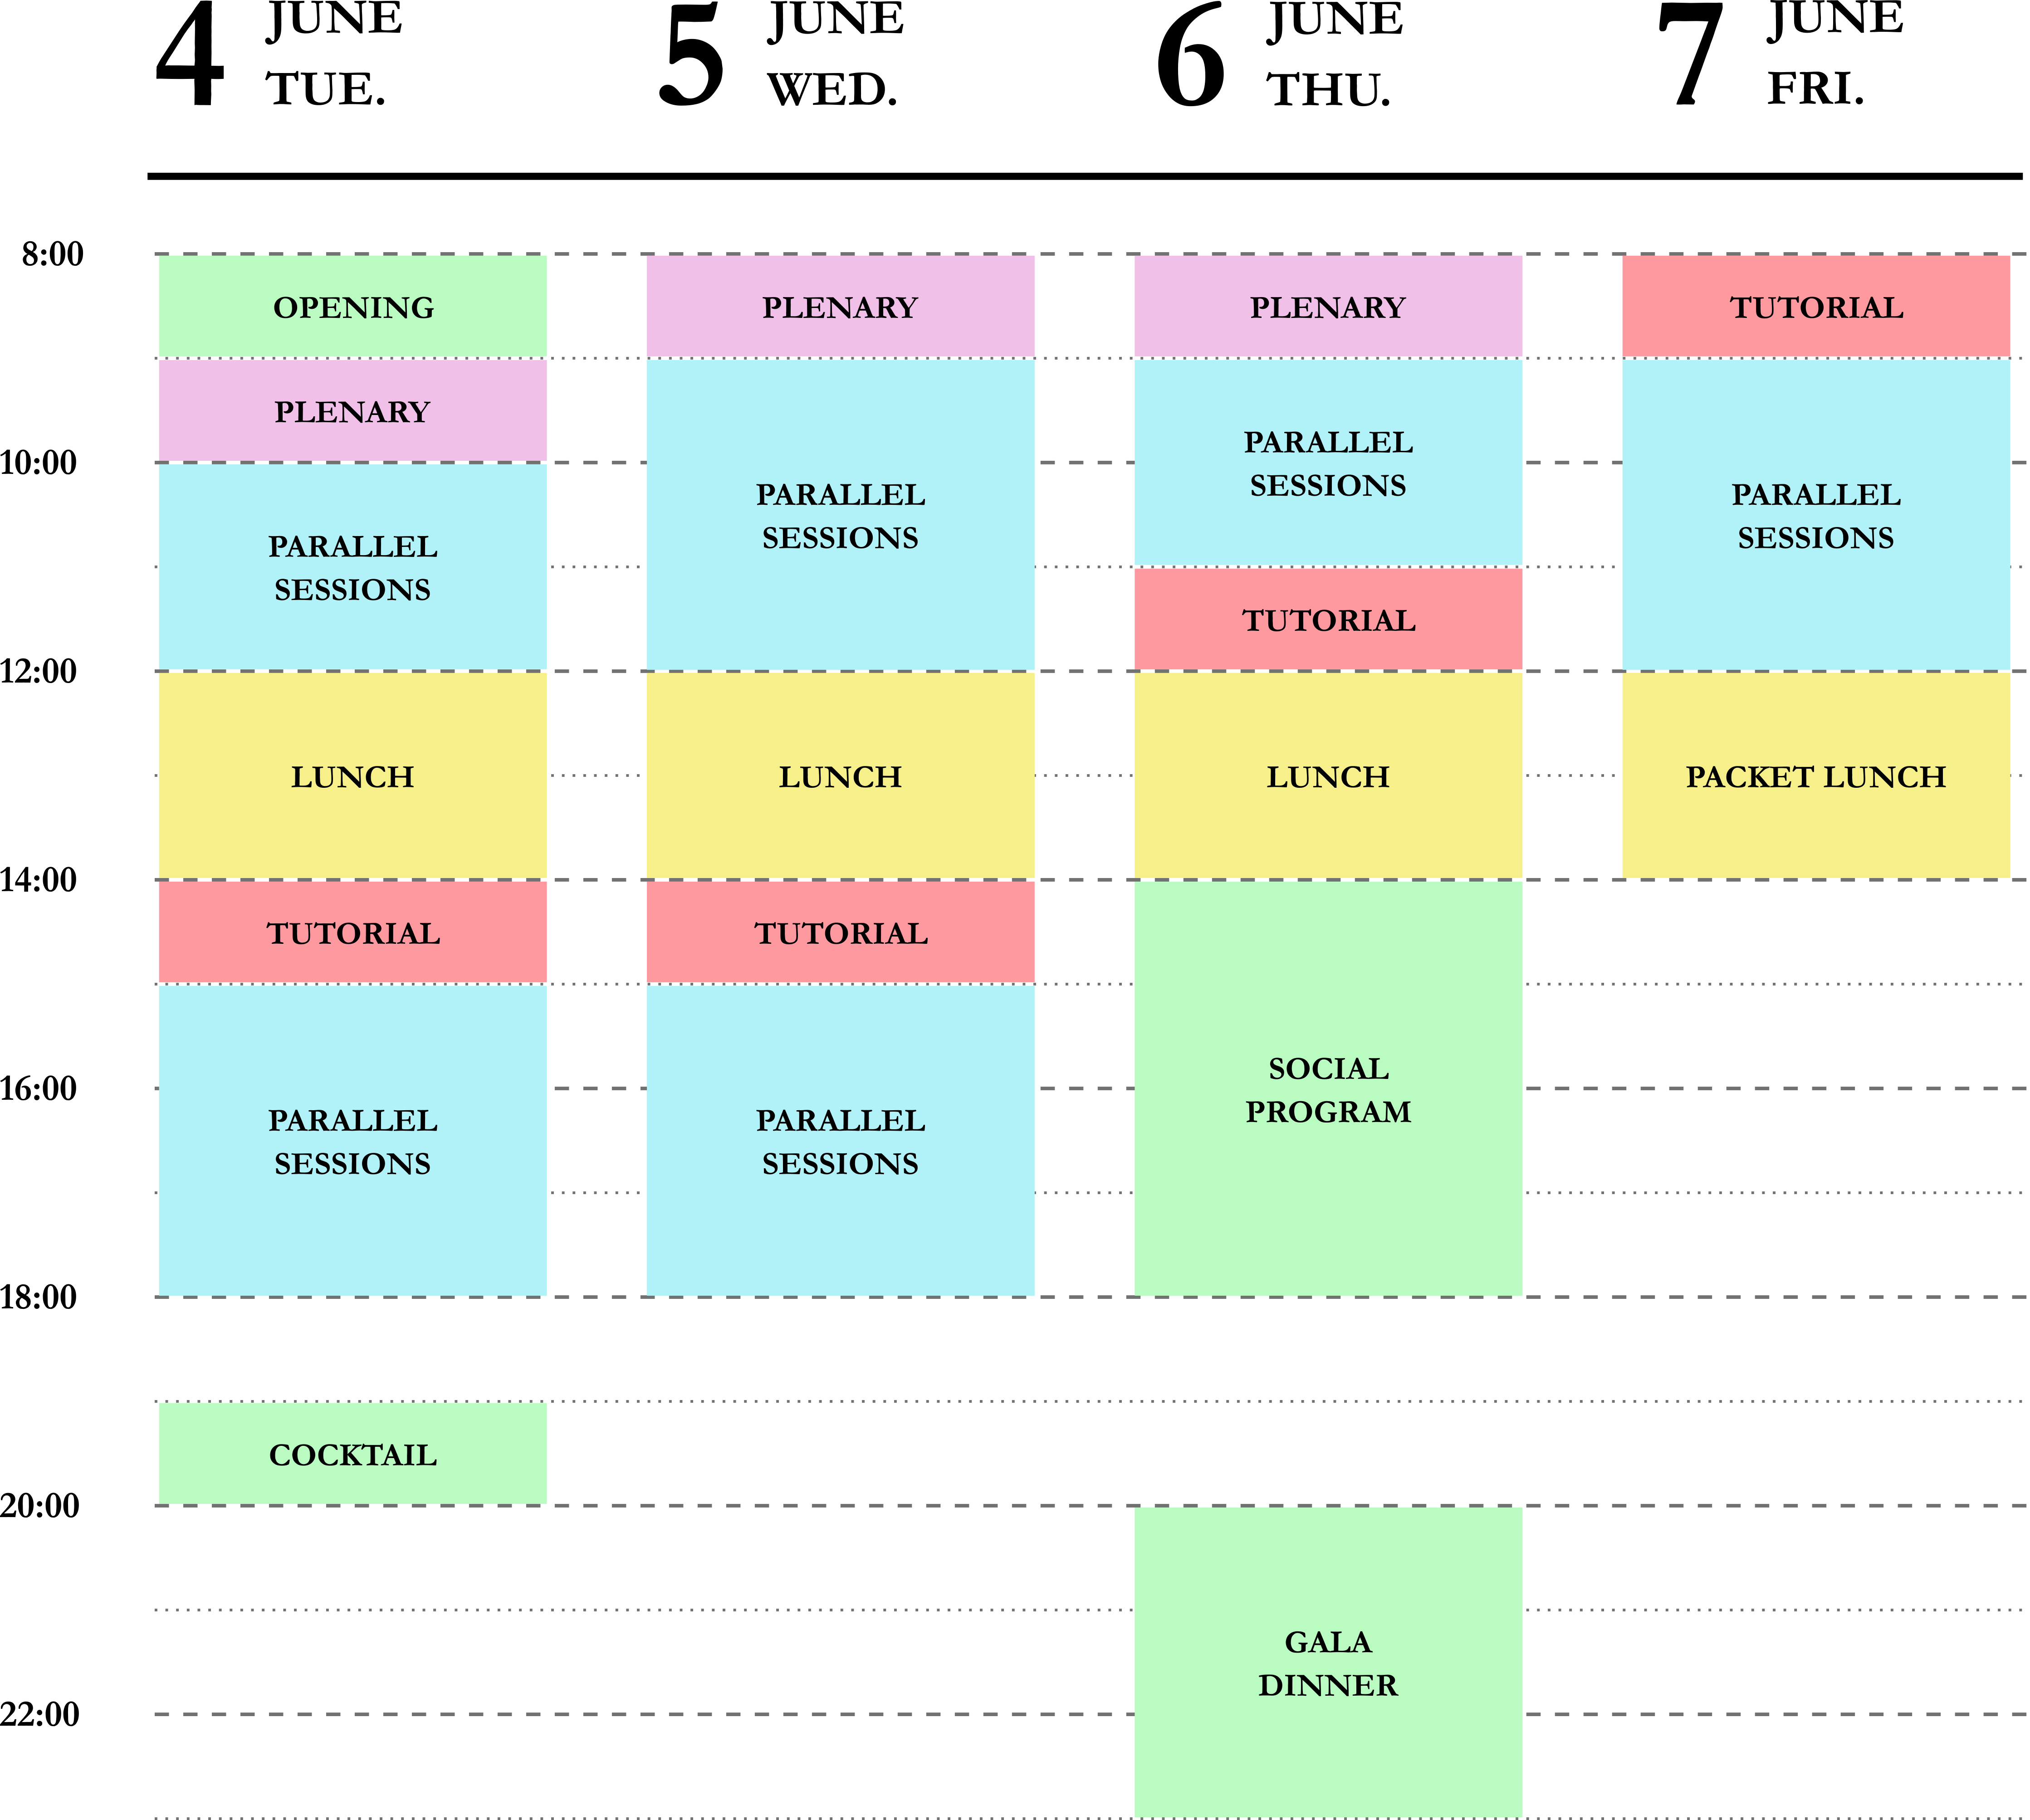 4 JUNE TUE.
5 JUNE WED.
6 JUNE THU.
7 JUNE FRI.
8:00
OPENING
PLENARY
PLENARY
TUTORIAL
PLENARY
10:00
PARALLEL
SESSIONS
PARALLEL
SESSIONS
PARALLEL
SESSIONS
PARALLEL
SESSIONS
TUTORIAL
12:00
LUNCH
LUNCH
LUNCH
PACKET LUNCH
14:00
TUTORIAL
TUTORIAL
16:00
PARALLEL
SESSIONS
PARALLEL
SESSIONS
SOCIAL
PROGRAM
18:00
COCKTAIL
20:00
GALA
DINNER
22:00